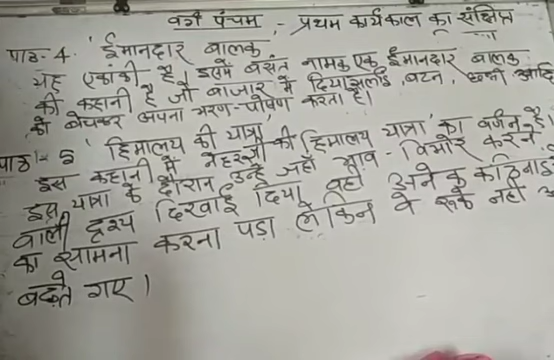 वर्ग पंचम - प्रथम कार्यकाल का संक्षिप्त
पाठ-4. 'ईमानदार बालक'
यह एकांकी है। इसमें बसंत नामक एक ईमानदार बालक
की कहानी है जो बाजार में दियासलाई, बटन, छन्नी आदि
को बेचकर अपना भरण-पोषण करता है।
पाठ-5 'हिमालय की यात्रा'
इस कहानी में नेहरूजी की 'हिमालय यात्रा' का वर्णन है।
इस यात्रा के दौरान उन्हें जहाँ भाव-विभोर करने
वाली दृश्य दिखाई दिया वहीं अनेक कठिनाइ
का सामना करना पड़ा लेकिन वे रूके नहीं
बढ़ते गए।